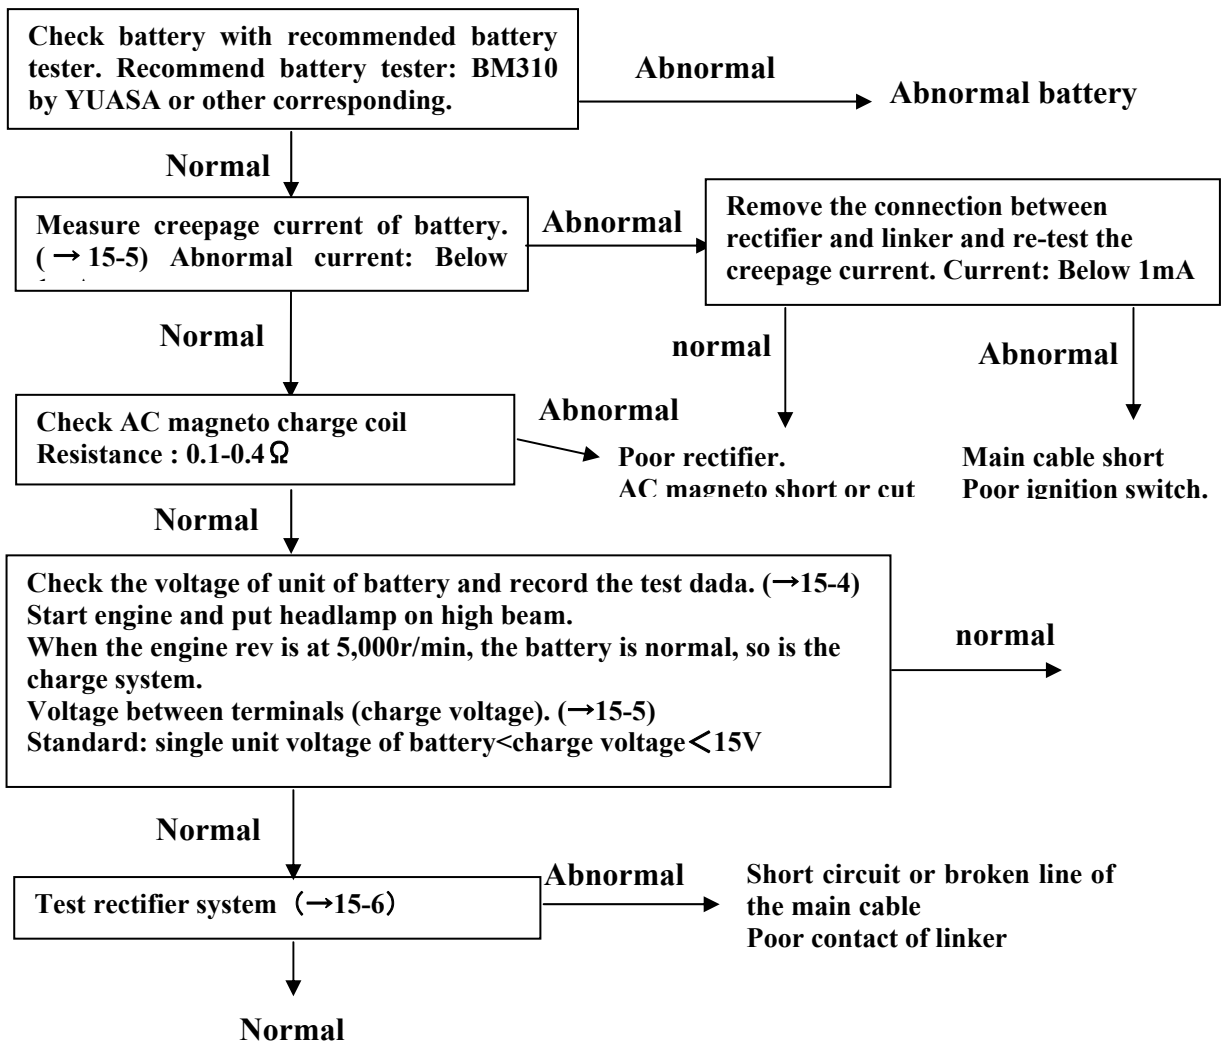 Check battery with recommended battery
tester. Recommend battery tester: BM310
by YUASA or other corresponding.
Abnormal
Abnormal battery
Normal
Measure creepage current of battery.
(→15-5) Abnormal current: Below
Abnormal
Remove the connection between
rectifier and linker and re-test the
creepage current. Current: Below 1mA
Normal
normal
Abnormal
Check AC magneto charge coil
Resistance : 0.1-0.4Ω
Abnormal
Poor rectifier.
AC magneto short or cut
Main cable short
Poor ignition switch.
Normal
Check the voltage of unit of battery and record the test dada. (→15-4)
Start engine and put headlamp on high beam.
When the engine rev is at 5,000r/min, the battery is normal, so is the
charge system.
Voltage between terminals (charge voltage). (→15-5)
Standard: single unit voltage of battery<charge voltage<15V
normal
Normal
Test rectifier system（→15-6）
Abnormal
Short circuit or broken line of
the main cable
Poor contact of linker
Normal